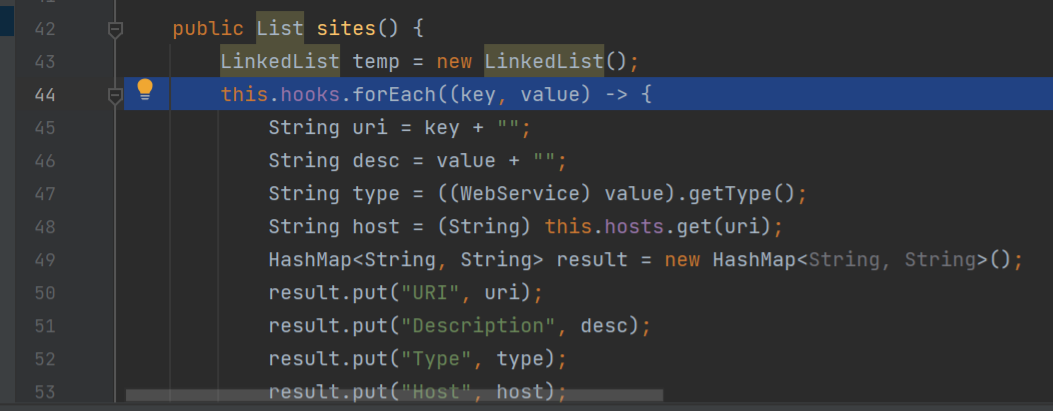 42 public List sites() {
43 LinkedList temp = new LinkedList();
44 this.hooks.forEach((key, value) -> {
45 String uri = key + "";
46 String desc = value + "";
47 String type = ((WebService) value).getType();
48 String host = (String) this.hosts.get(uri);
49 HashMap<String, String> result = new HashMap<String, String>();
50 result.put("URI", uri);
51 result.put("Description", desc);
52 result.put("Type", type);
53 result.put("Host", host);